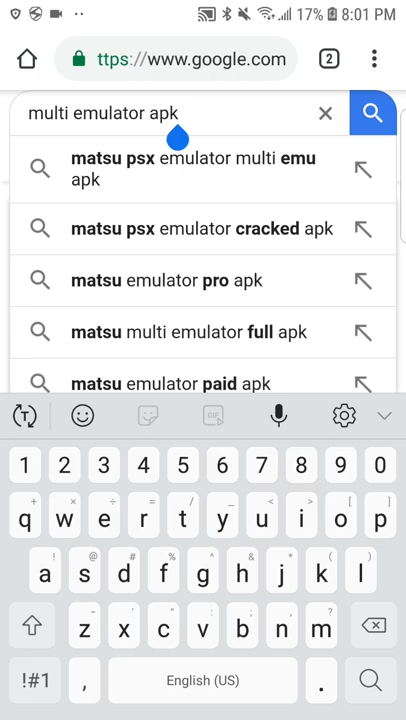 17% 8:01 PM
ttps://www.google.com 2
multi emulator apk
matsu psx emulator multi emu
apk
matsu psx emulator cracked apk
matsu emulator pro apk
matsu multi emulator full apk
matsu emulator paid apk
T GIF
1 2 3 4 5 6 7 8 9 0
+ × ÷ = / _ < > [ ]
q w e r t y u i o p
! @ # % ^ & * ( )
a s d f g h j k l
- ' " : ; , ?
z x c v b n m
!#1 , English (US) .